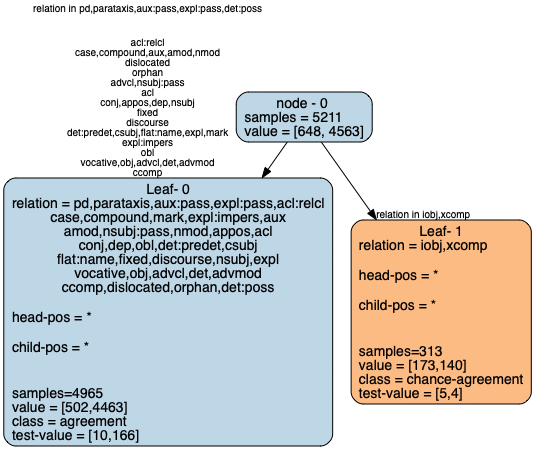 relation in pd,parataxis,aux:pass,expl:pass,det:poss
acl:relcl
case,compound,aux,amod,nmod
dislocated
orphan
advcl,nsubj:pass
acl
conj,appos,dep,nsubj
fixed
discourse
det:predet,csubj,flat:name,expl,mark
expl:impers
obl
vocative,obj,advcl,det,advmod
ccomp
node - 0
samples = 5211
value = [648, 4563]
Leaf- 0
relation = pd,parataxis,aux:pass,expl:pass,acl:relcl
case,compound,mark,expl:impers,aux
amod,nsubj:pass,nmod,appos,acl
conj,dep,obl,det:predet,csubj
flat:name,fixed,discourse,nsubj,expl
vocative,obj,advcl,det,advmod
ccomp,dislocated,orphan,det:poss
head-pos = *
child-pos = *
samples=4965
value = [502,4463]
class = agreement
test-value = [10,166]
relation in iobj,xcomp
Leaf- 1
relation = iobj,xcomp
head-pos = *
child-pos = *
samples=313
value = [173,140]
class = chance-agreement
test-value = [5,4]